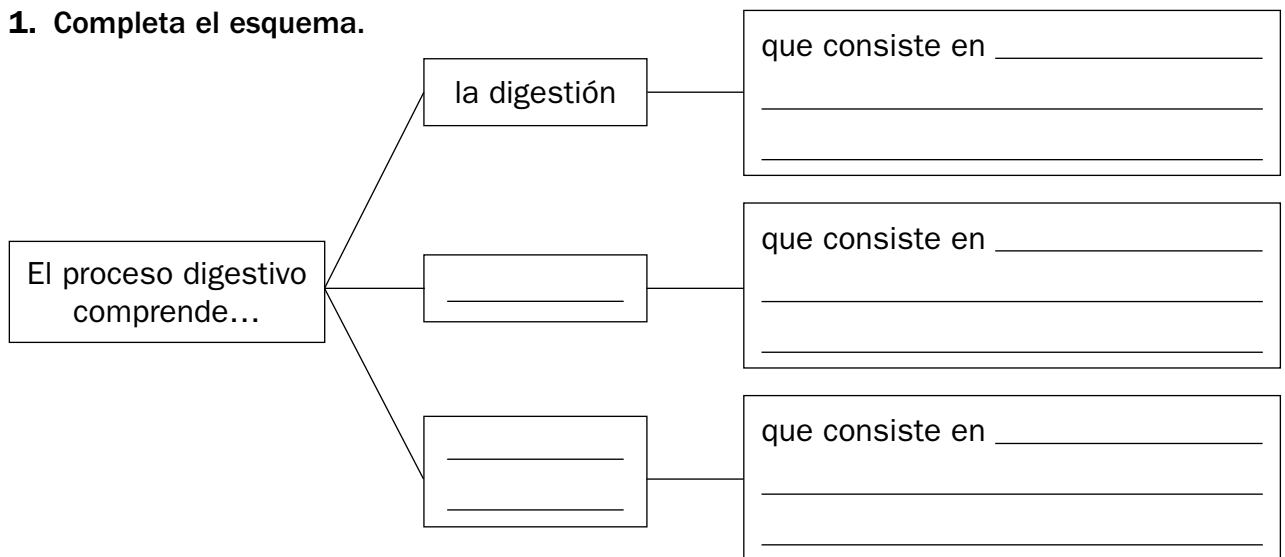 1. Completa el esquema.
que consiste en
la digestión
que consiste en
El proceso digestivo
comprende…
que consiste en